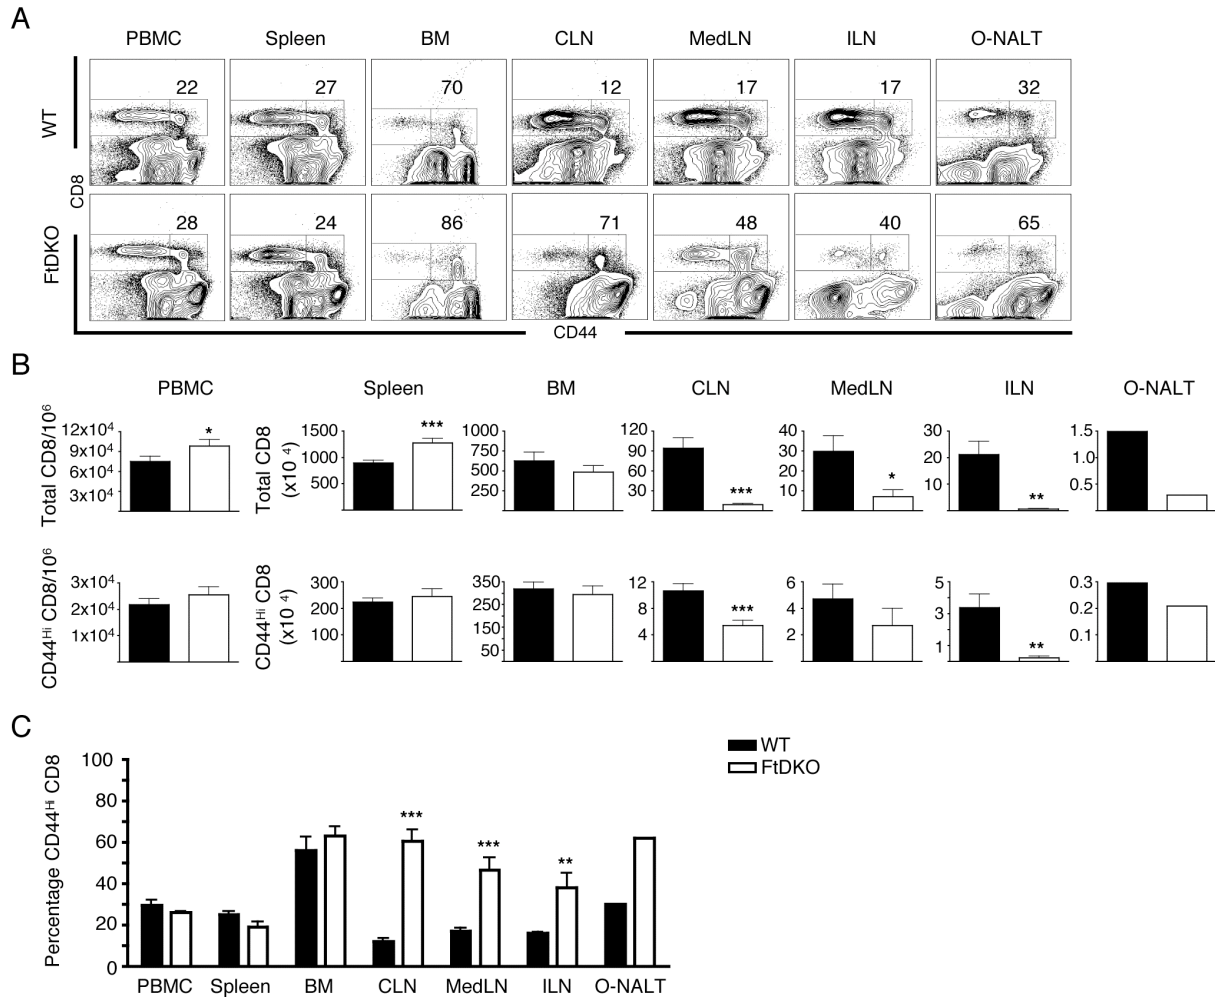 A
PBMC Spleen BM CLN MedLN ILN O-NALT
WT
22 27 70 12 17 17 32
CD8
FtDKO
28 24 86 71 48 40 65
CD44
B
PBMC Spleen BM CLN MedLN ILN O-NALT
Total CD8/10⁶
12x10⁴
9x10⁴
6x10⁴
3x10⁴
*
Total CD8
(x10 ⁴)
1500
1000
500
***
1000
750
500
250
120
90
60
30
***
40
30
20
10
*
30
20
10
**
1.5
1.0
0.5
CD44ᴴⁱ CD8/10⁶
3x10⁴
2x10⁴
1x10⁴
CD44ᴴⁱ CD8
(x10 ⁴)
300
200
100
350
250
150
50
12
8
4
***
6
4
2
5
3
1
**
0.3
0.2
0.1
C
WT
FtDKO
Percentage CD44ᴴⁱ CD8
100
80
60
40
20
0
*** *** **
PBMC Spleen BM CLN MedLN ILN O-NALT